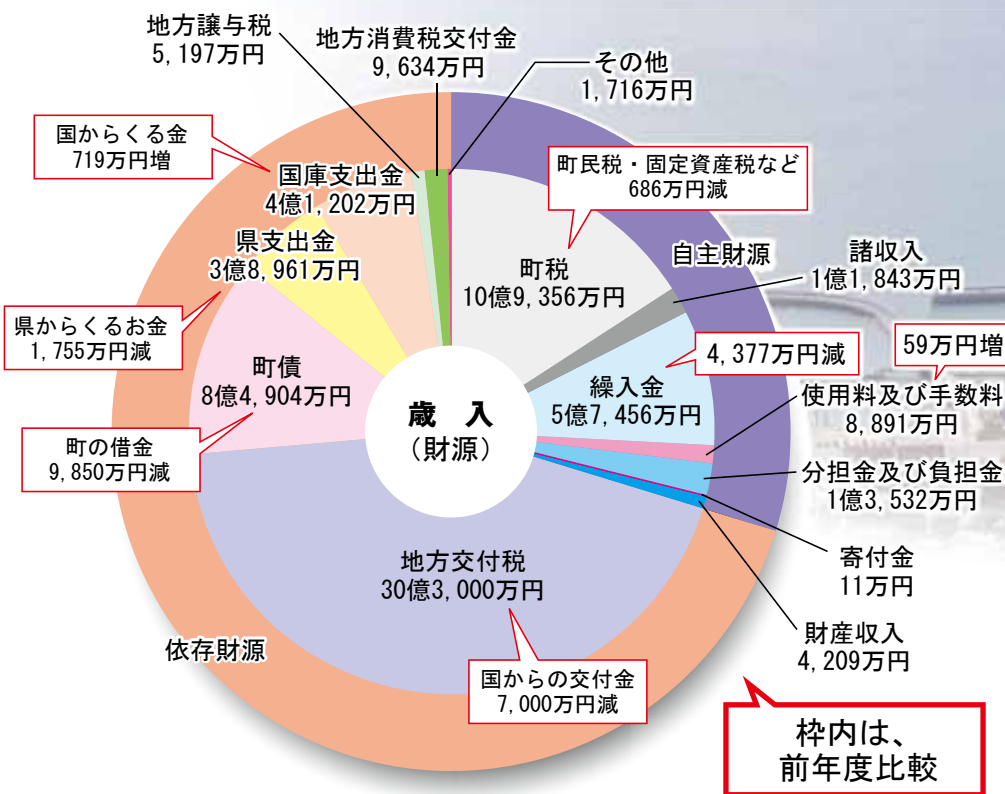 地方譲与税
5,197万円
地方消費税交付金
9,634万円
その他
1,716万円
国からくる金
719万円増
国庫支出金
4億1,202万円
町民税・固定資産税など
686万円減
県支出金
3億8,961万円
町税
10億9,356万円
自主財源
諸収入
1億1,843万円
県からくるお金
1,755万円減
町債
8億4,904万円
歳 入
(財源)
繰入金
5億7,456万円
4,377万円減
59万円増
使用料及び手数料
8,891万円
町の借金
9,850万円減
分担金及び負担金
1億3,532万円
寄付金
11万円
地方交付税
30億3,000万円
財産収入
4,209万円
依存財源
国からの交付金
7,000万円減
枠内は、
前年度比較